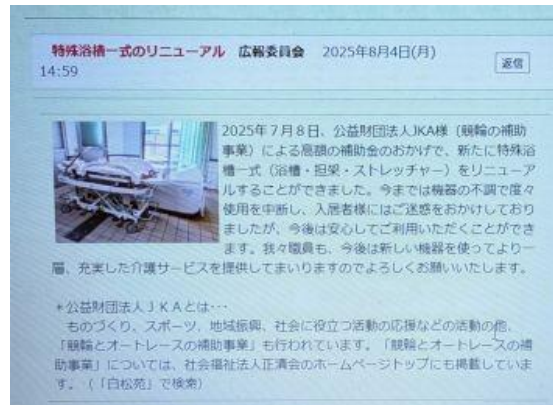 特殊浴槽一式のリニューアル 広報委員会 2025年8月4日(月)
14:59
返信
2025年7月8日、公益財団法人JKA様（競輪の補助
事業）による高額の補助金のおかげで、新たに特殊浴
槽一式（浴槽・担架・ストレッチャー）をリニューア
ルすることができました。今までは機器の不調で度々
使用を中断し、入居者様にはご迷惑をおかけしており
ましたが、今後は安心してご利用いただくことができ
ます。我々職員も、今後は新しい機器を使ってより一
層、充実した介護サービスを提供してまいりますのでよろしくお願いいたします。
*公益財団法人ＪＫＡとは･･･
ものづくり、スポーツ、地域振興、社会に役立つ活動の応援などの活動の他、
「競輪とオートレースの補助事業」も行われています。「競輪とオートレースの補
助事業」については、社会福祉法人正清会のホームページトップにも掲載していま
す。（「白松苑」で検索）